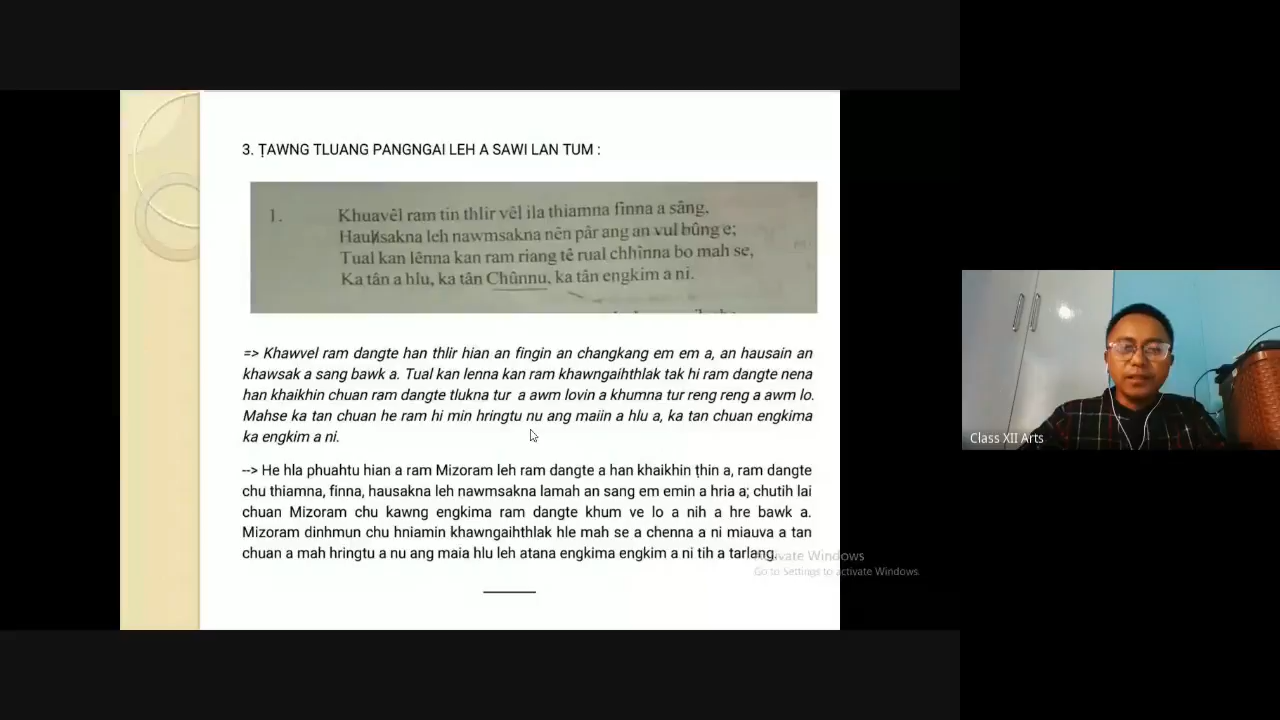 3. ṬAWNG TLUANG PANGNGAI LEH A SAWI LAN TUM :
1. Khuavêl ram tin thlîr vêl ila thiamna fînna a sâng,
Hauhsakna leh nawmsakna nên pâr ang an vul bûng e;
Tual kan lênna kan ram riang tê rual chhînna bo mah se,
Ka tân a hlu, ka tân Chûnnu, ka tân engkim a ni.
=> Khawvel ram dangte han thlir hian an fingin an changkang em em a, an hausain an
khawsak a sang bawk a. Tual kan lenna kan ram khawngaihthlak tak hi ram dangte nena
han khaikhin chuan ram dangte tlukna tur a awm lovin a khumna tur reng reng a awm lo.
Mahse ka tan chuan he ram hi min hringtu nu ang maiin a hlu a, ka tan chuan engkima
ka engkim a ni.
--> He hla phuahtu hian a ram Mizoram leh ram dangte a han khaikhin ṭhin a, ram dangte
chu thiamna, finna, hausakna leh nawmsakna lamah an sang em emin a hria a; chutih lai
chuan Mizoram chu kawng engkima ram dangte khum ve lo a nih a hre bawk a.
Mizoram dinhmun chu hniamin khawngaihthlak hle mah se a chenna a ni miauva a tan
chuan a mah hringtu a nu ang maia hlu leh atana engkima engkim a ni tih a tarlang.
Activate Windows
Go to Settings to activate Windows.
Class XII Arts